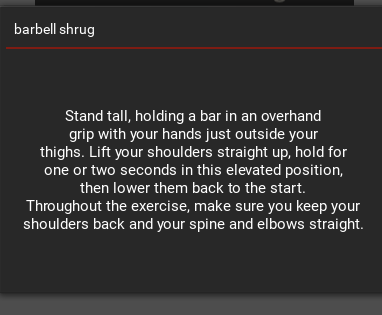 barbell shrug
Stand tall, holding a bar in an overhand
grip with your hands just outside your
thighs. Lift your shoulders straight up, hold for
one or two seconds in this elevated position,
then lower them back to the start.
Throughout the exercise, make sure you keep your
shoulders back and your spine and elbows straight.